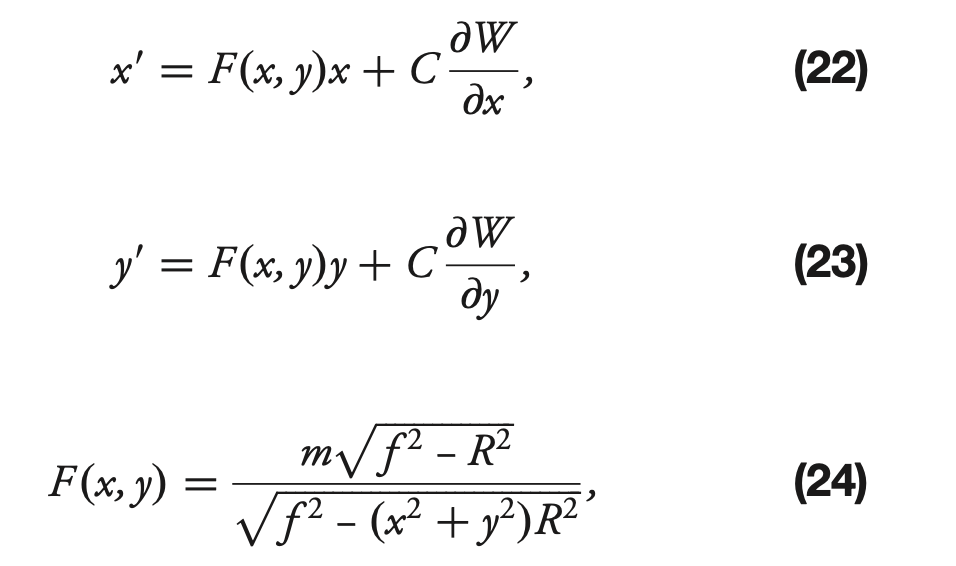 x′ = F(x, y)x + C ∂W/∂x, (22)
y′ = F(x, y)y + C ∂W/∂y, (23)
F(x, y) = m√(f² – R²) / √(f² – (x² + y²)R²), (24)